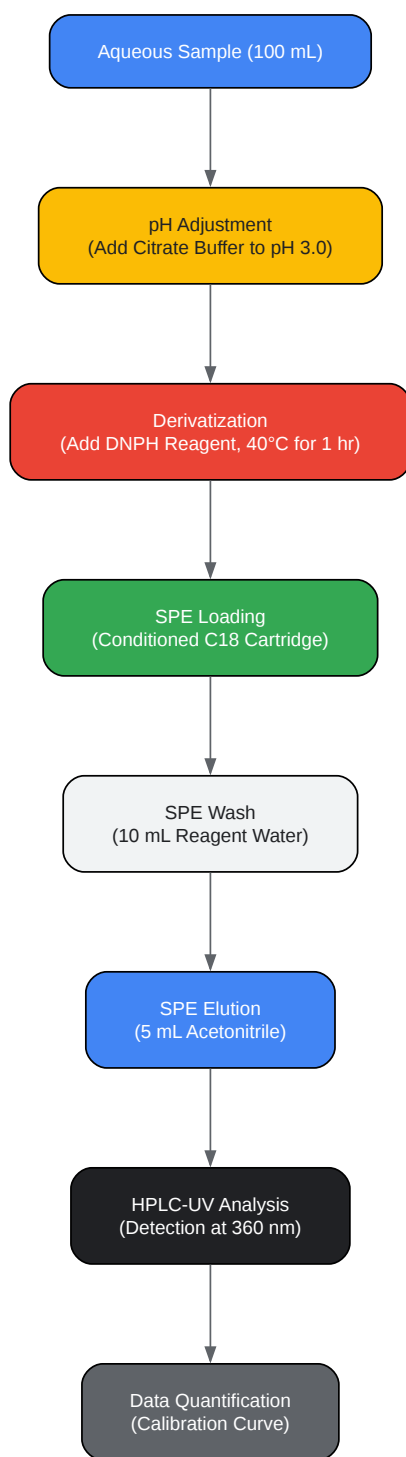 Aqueous Sample (100 mL)
pH Adjustment
(Add Citrate Buffer to pH 3.0)
Derivatization
(Add DNPH Reagent, 40°C for 1 hr)
SPE Loading
(Conditioned C18 Cartridge)
SPE Wash
(10 mL Reagent Water)
SPE Elution
(5 mL Acetonitrile)
HPLC-UV Analysis
(Detection at 360 nm)
Data Quantification
(Calibration Curve)